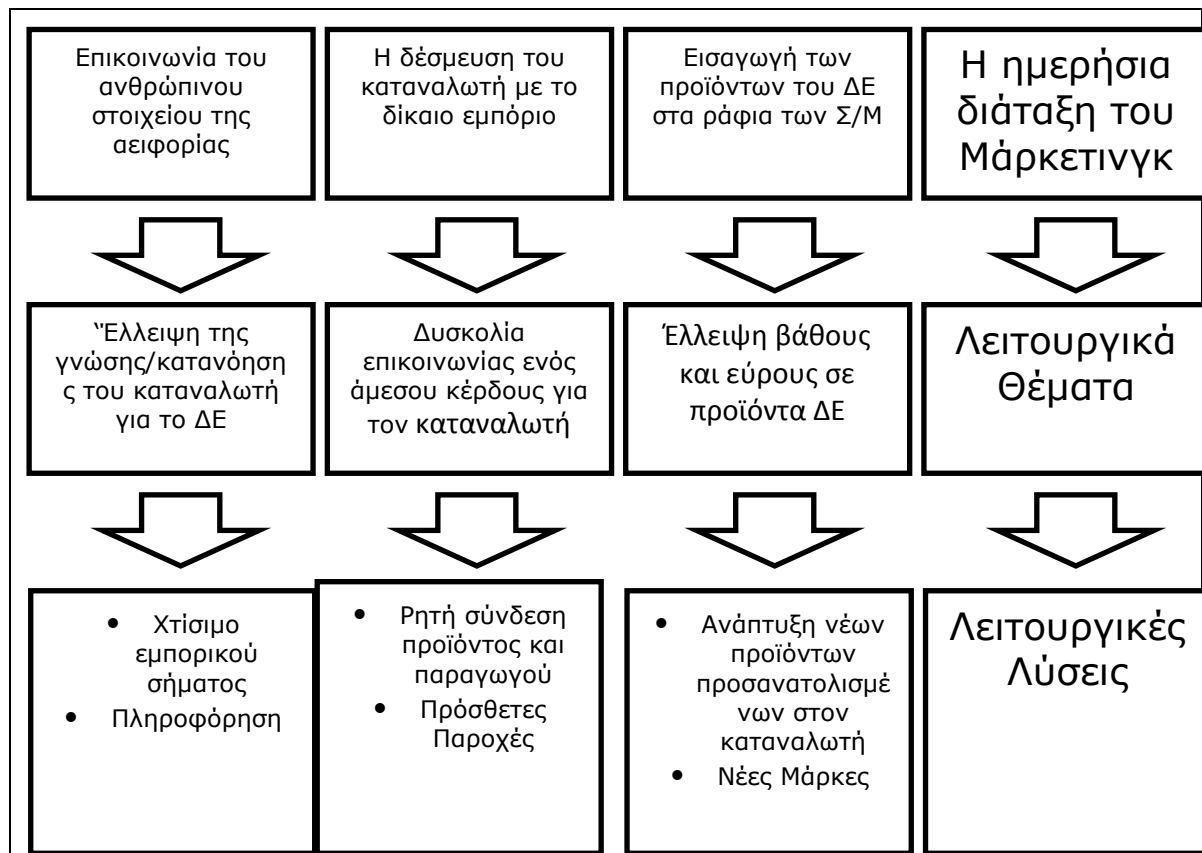 Επικοινωνία του
ανθρώπινου
στοιχείου της
αειφορίας
Η δέσμευση του
καταναλωτή με το
δίκαιο εμπόριο
Εισαγωγή των
προϊόντων του ΔΕ
στα ράφια των Σ/Μ
Η ημερήσια
διάταξη του
Μάρκετινγκ
‘Έλλειψη της
γνώσης/κατανόηση
ς του καταναλωτή
για το ΔΕ
Δυσκολία
επικοινωνίας ενός
άμεσου κέρδους για
τον καταναλωτή
Έλλειψη βάθους
και εύρους σε
προϊόντα ΔΕ
Λειτουργικά
Θέματα
• Χτίσιμο
εμπορικού
σήματος
• Πληροφόρηση
• Ρητή σύνδεση
προϊόντος και
παραγωγού
• Πρόσθετες
Παροχές
• Ανάπτυξη νέων
προϊόντων
προσανατολισμέ
νων στον
καταναλωτή
• Νέες Μάρκες
Λειτουργικές
Λύσεις